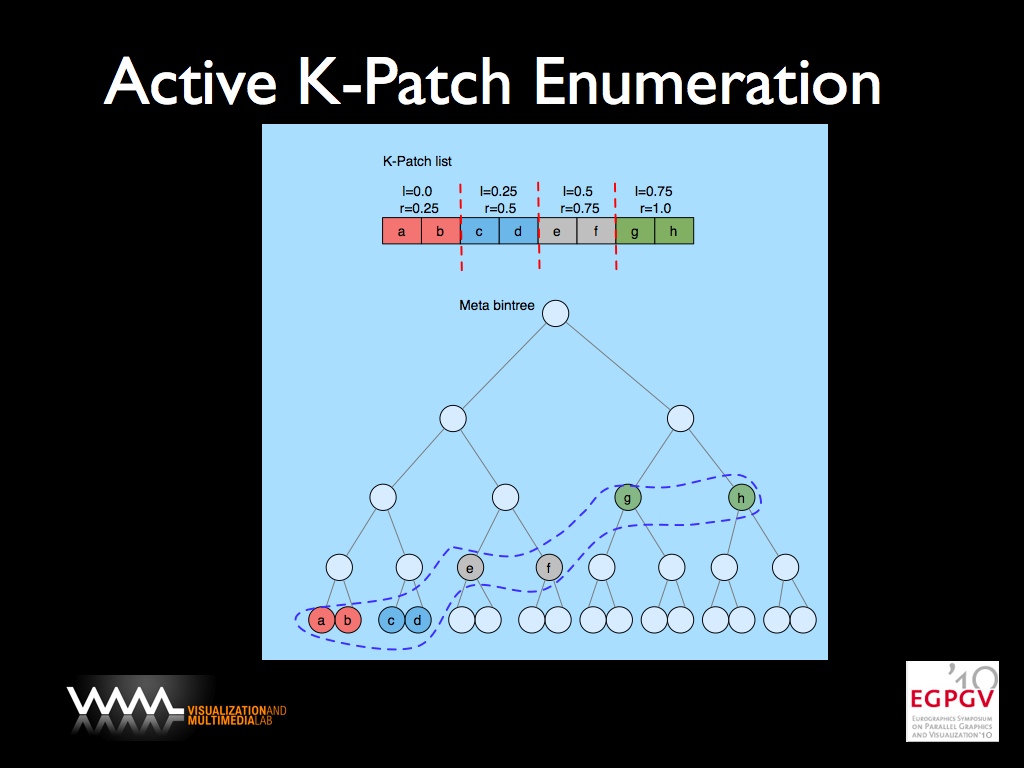 Active K-Patch Enumeration
K-Patch list
l=0.0 l=0.25 l=0.5 l=0.75
r=0.25 r=0.5 r=0.75 r=1.0
a b c d e f g h
Meta bintree
g h
e f
a b c d
VISUALIZATIONAND
MULTIMEDIALAB
'10
EGPGV
EUROGRAPHICS SYMPOSIUM
ON PARALLEL GRAPHICS
AND VISUALIZATION'10